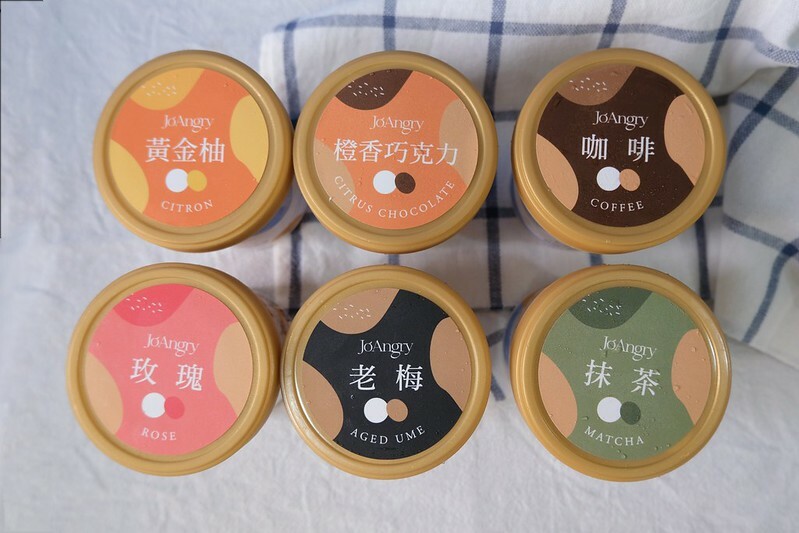 JoAngry
黃金柚
CITRON
JoAngry
橙香巧克力
CITRUS CHOCOLATE
JoAngry
咖啡
COFFEE
JoAngry
玫瑰
ROSE
JoAngry
老梅
AGED UME
JoAngry
抹茶
MATCHA